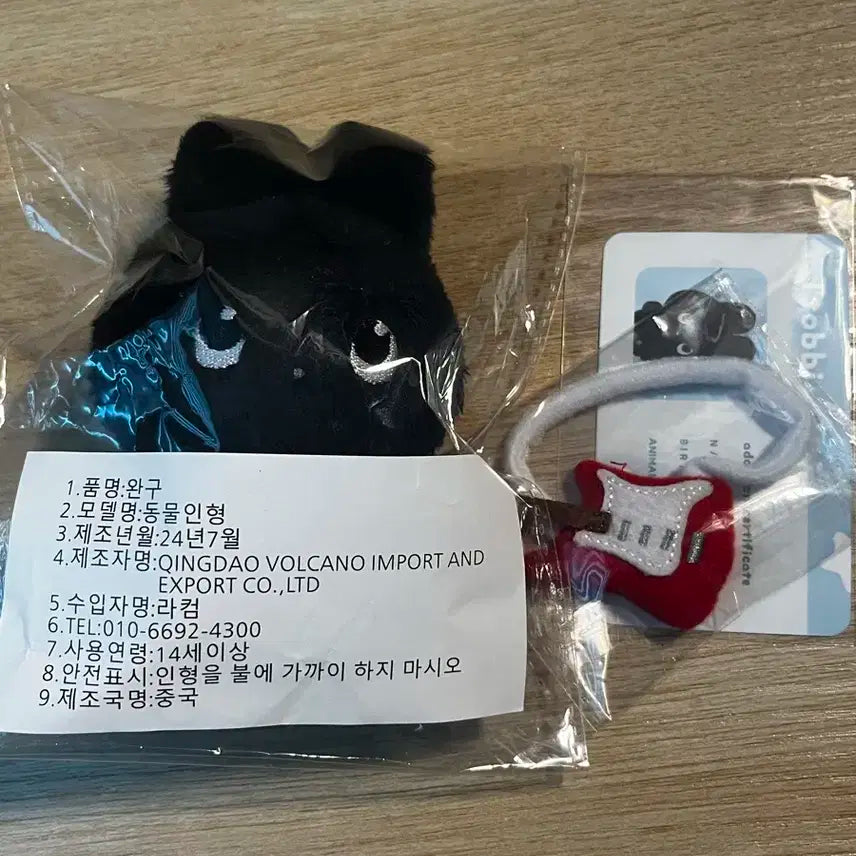 1.품명:완구
2.모델명:동물인형
3.제조년월:24년7월
4.제조자명:QINGDAO VOLCANO IMPORT AND
EXPORT CO.,LTD
5.수입자명:라컴
6.TEL:010-6692-4300
7.사용연령:14세이상
8.안전표시:인형을 불에 가까이 하지 마시오
9.제조국명:중국